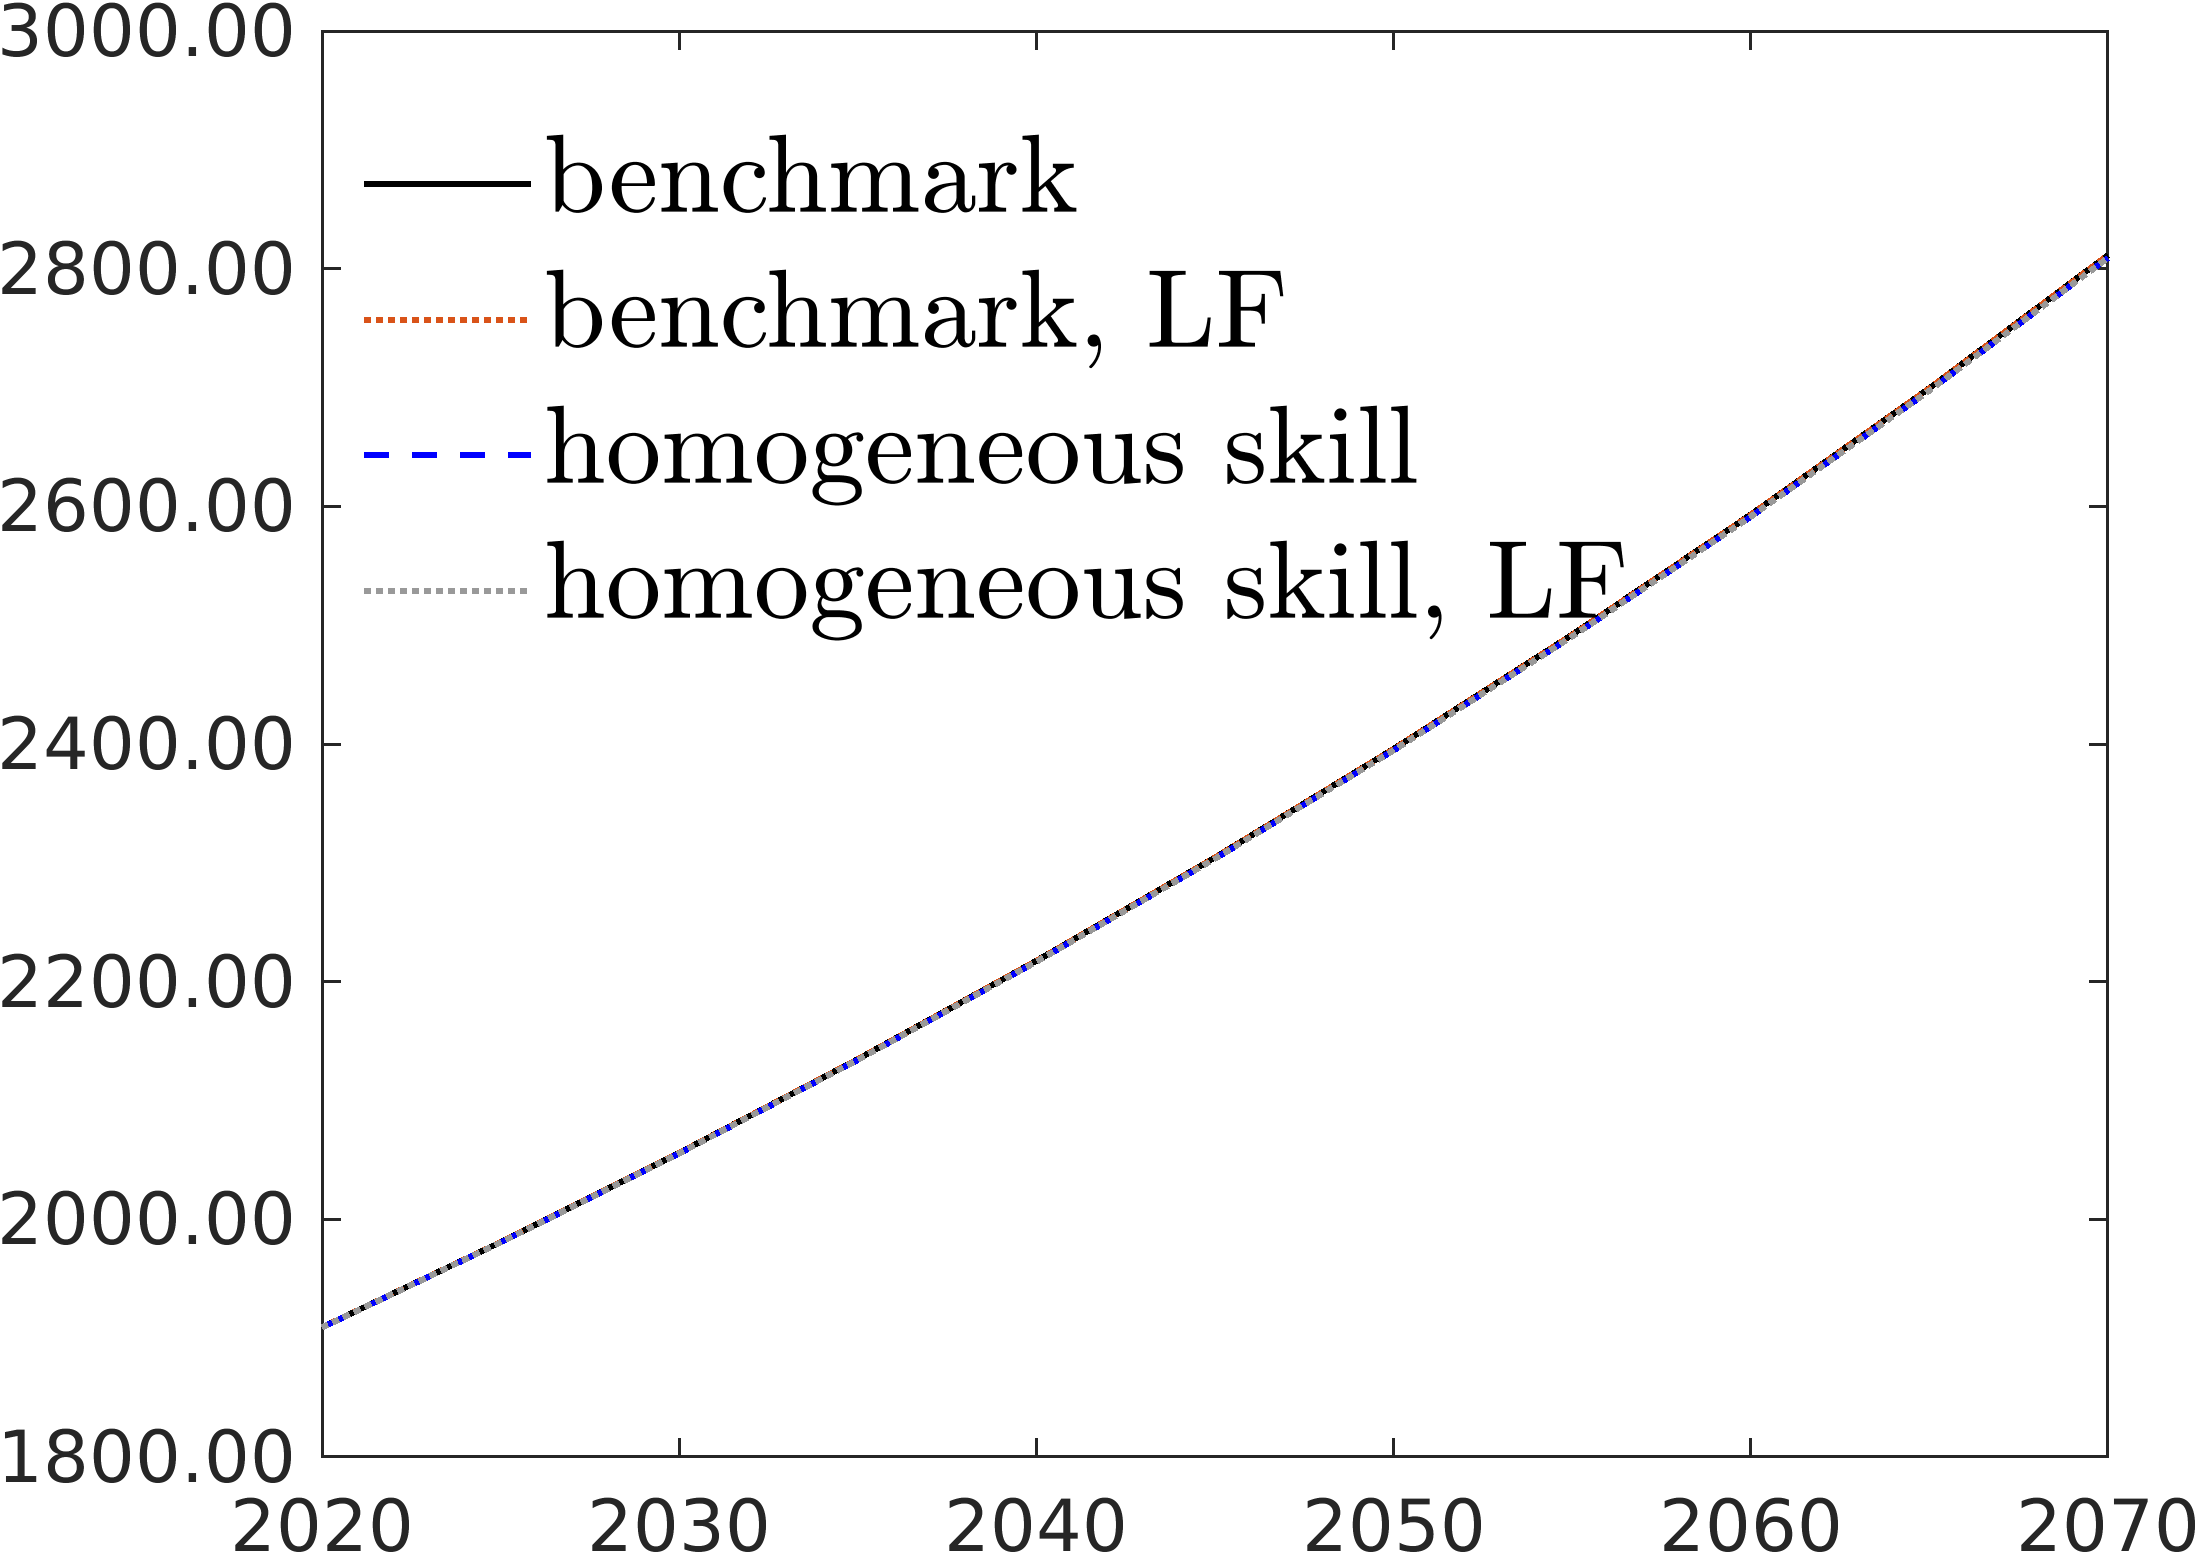 3000.00
2800.00
2600.00
2400.00
2200.00
2000.00
1800.00
benchmark
benchmark, LF
homogeneous skill
homogeneous skill, LF
2020 2030 2040 2050 2060 2070